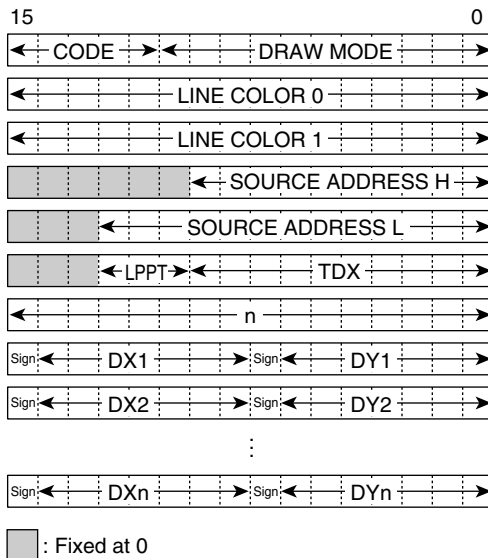 15 0
CODE DRAW MODE
LINE COLOR 0
LINE COLOR 1
SOURCE ADDRESS H
SOURCE ADDRESS L
LPPT TDX
n
Sign DX1 Sign DY1
Sign DX2 Sign DY2
Sign DXn Sign DYn
: Fixed at 0